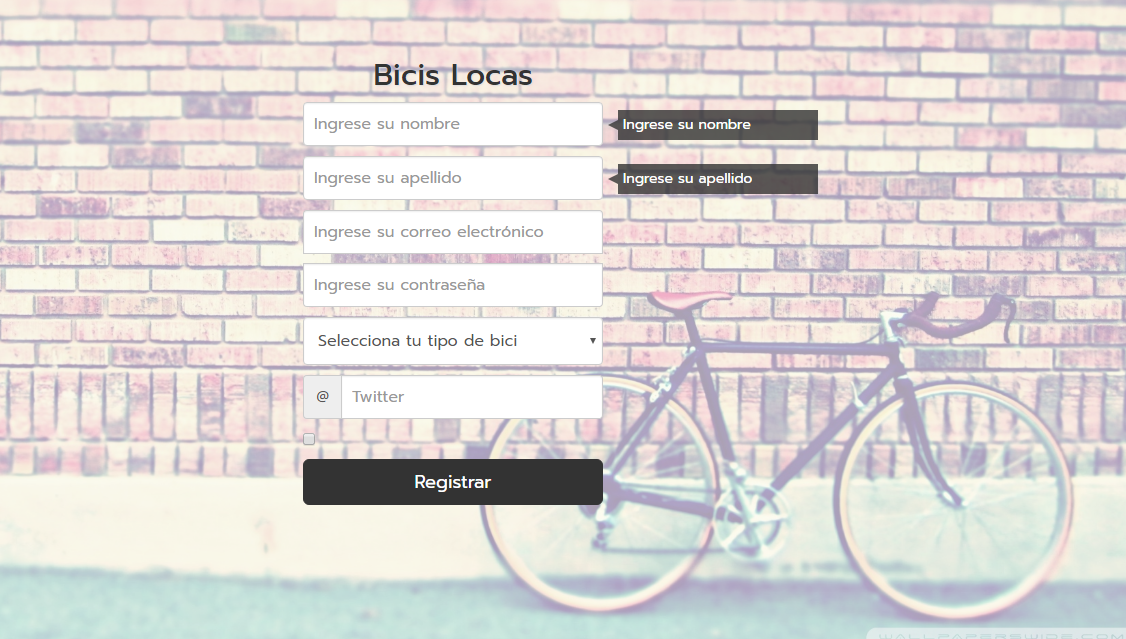 Bicis Locas
Ingrese su nombre
Ingrese su nombre
Ingrese su apellido
Ingrese su apellido
Ingrese su correo electrónico
Ingrese su contraseña
Selecciona tu tipo de bici
@ Twitter
Registrar